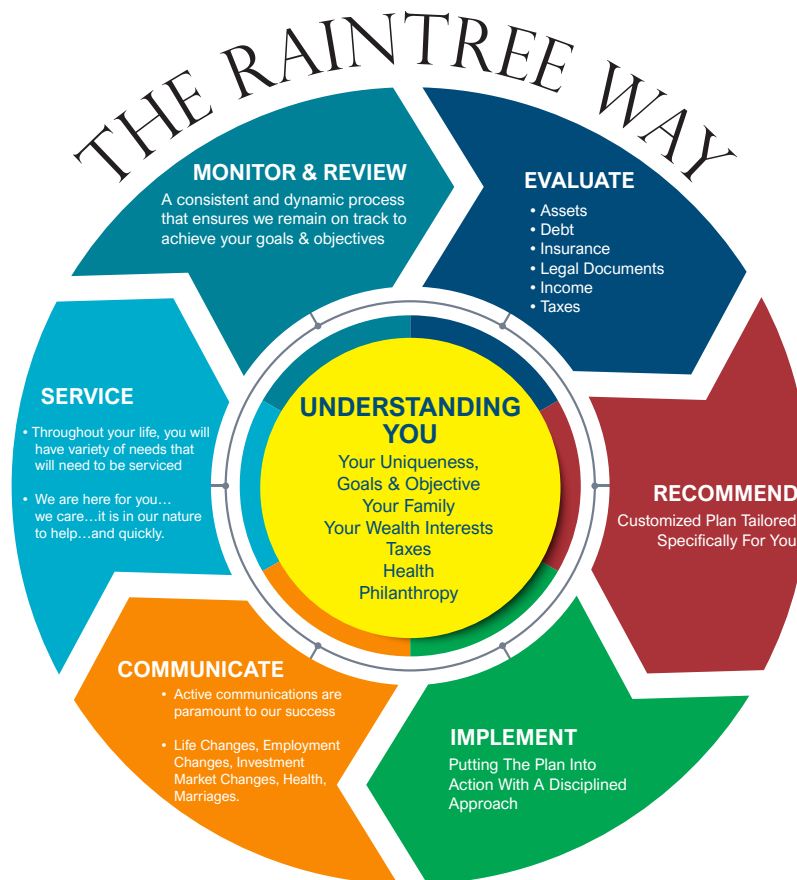 THE RAINTREE WAY
MONITOR & REVIEW
A consistent and dynamic process
that ensures we remain on track to
achieve your goals & objectives
EVALUATE
• Assets
• Debt
• Insurance
• Legal Documents
• Income
• Taxes
RECOMMEND
Customized Plan Tailored
Specifically For You
IMPLEMENT
Putting The Plan Into
Action With A Disciplined
Approach
COMMUNICATE
• Active communications are
paramount to our success
• Life Changes, Employment
Changes, Investment
Market Changes, Health,
Marriages.
SERVICE
• Throughout your life, you will
have variety of needs that
will need to be serviced
• We are here for you…
we care…it is in our nature
to help…and quickly.
UNDERSTANDING
YOU
Your Uniqueness,
Goals & Objective
Your Family
Your Wealth Interests
Taxes
Health
Philanthropy